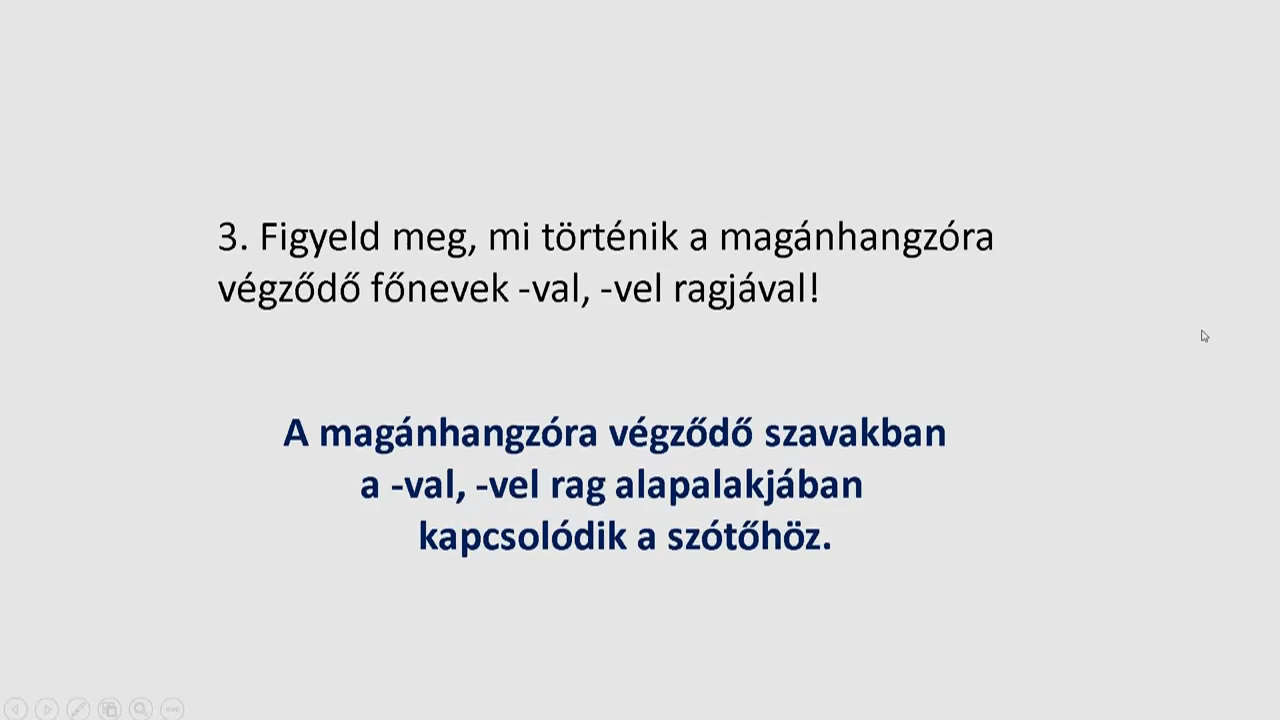 3. Figyeld meg, mi történik a magánhangzóra
végződő főnevek -val, -vel ragjával!
A magánhangzóra végződő szavakban
a -val, -vel rag alapalakjában
kapcsolódik a szótőhöz.